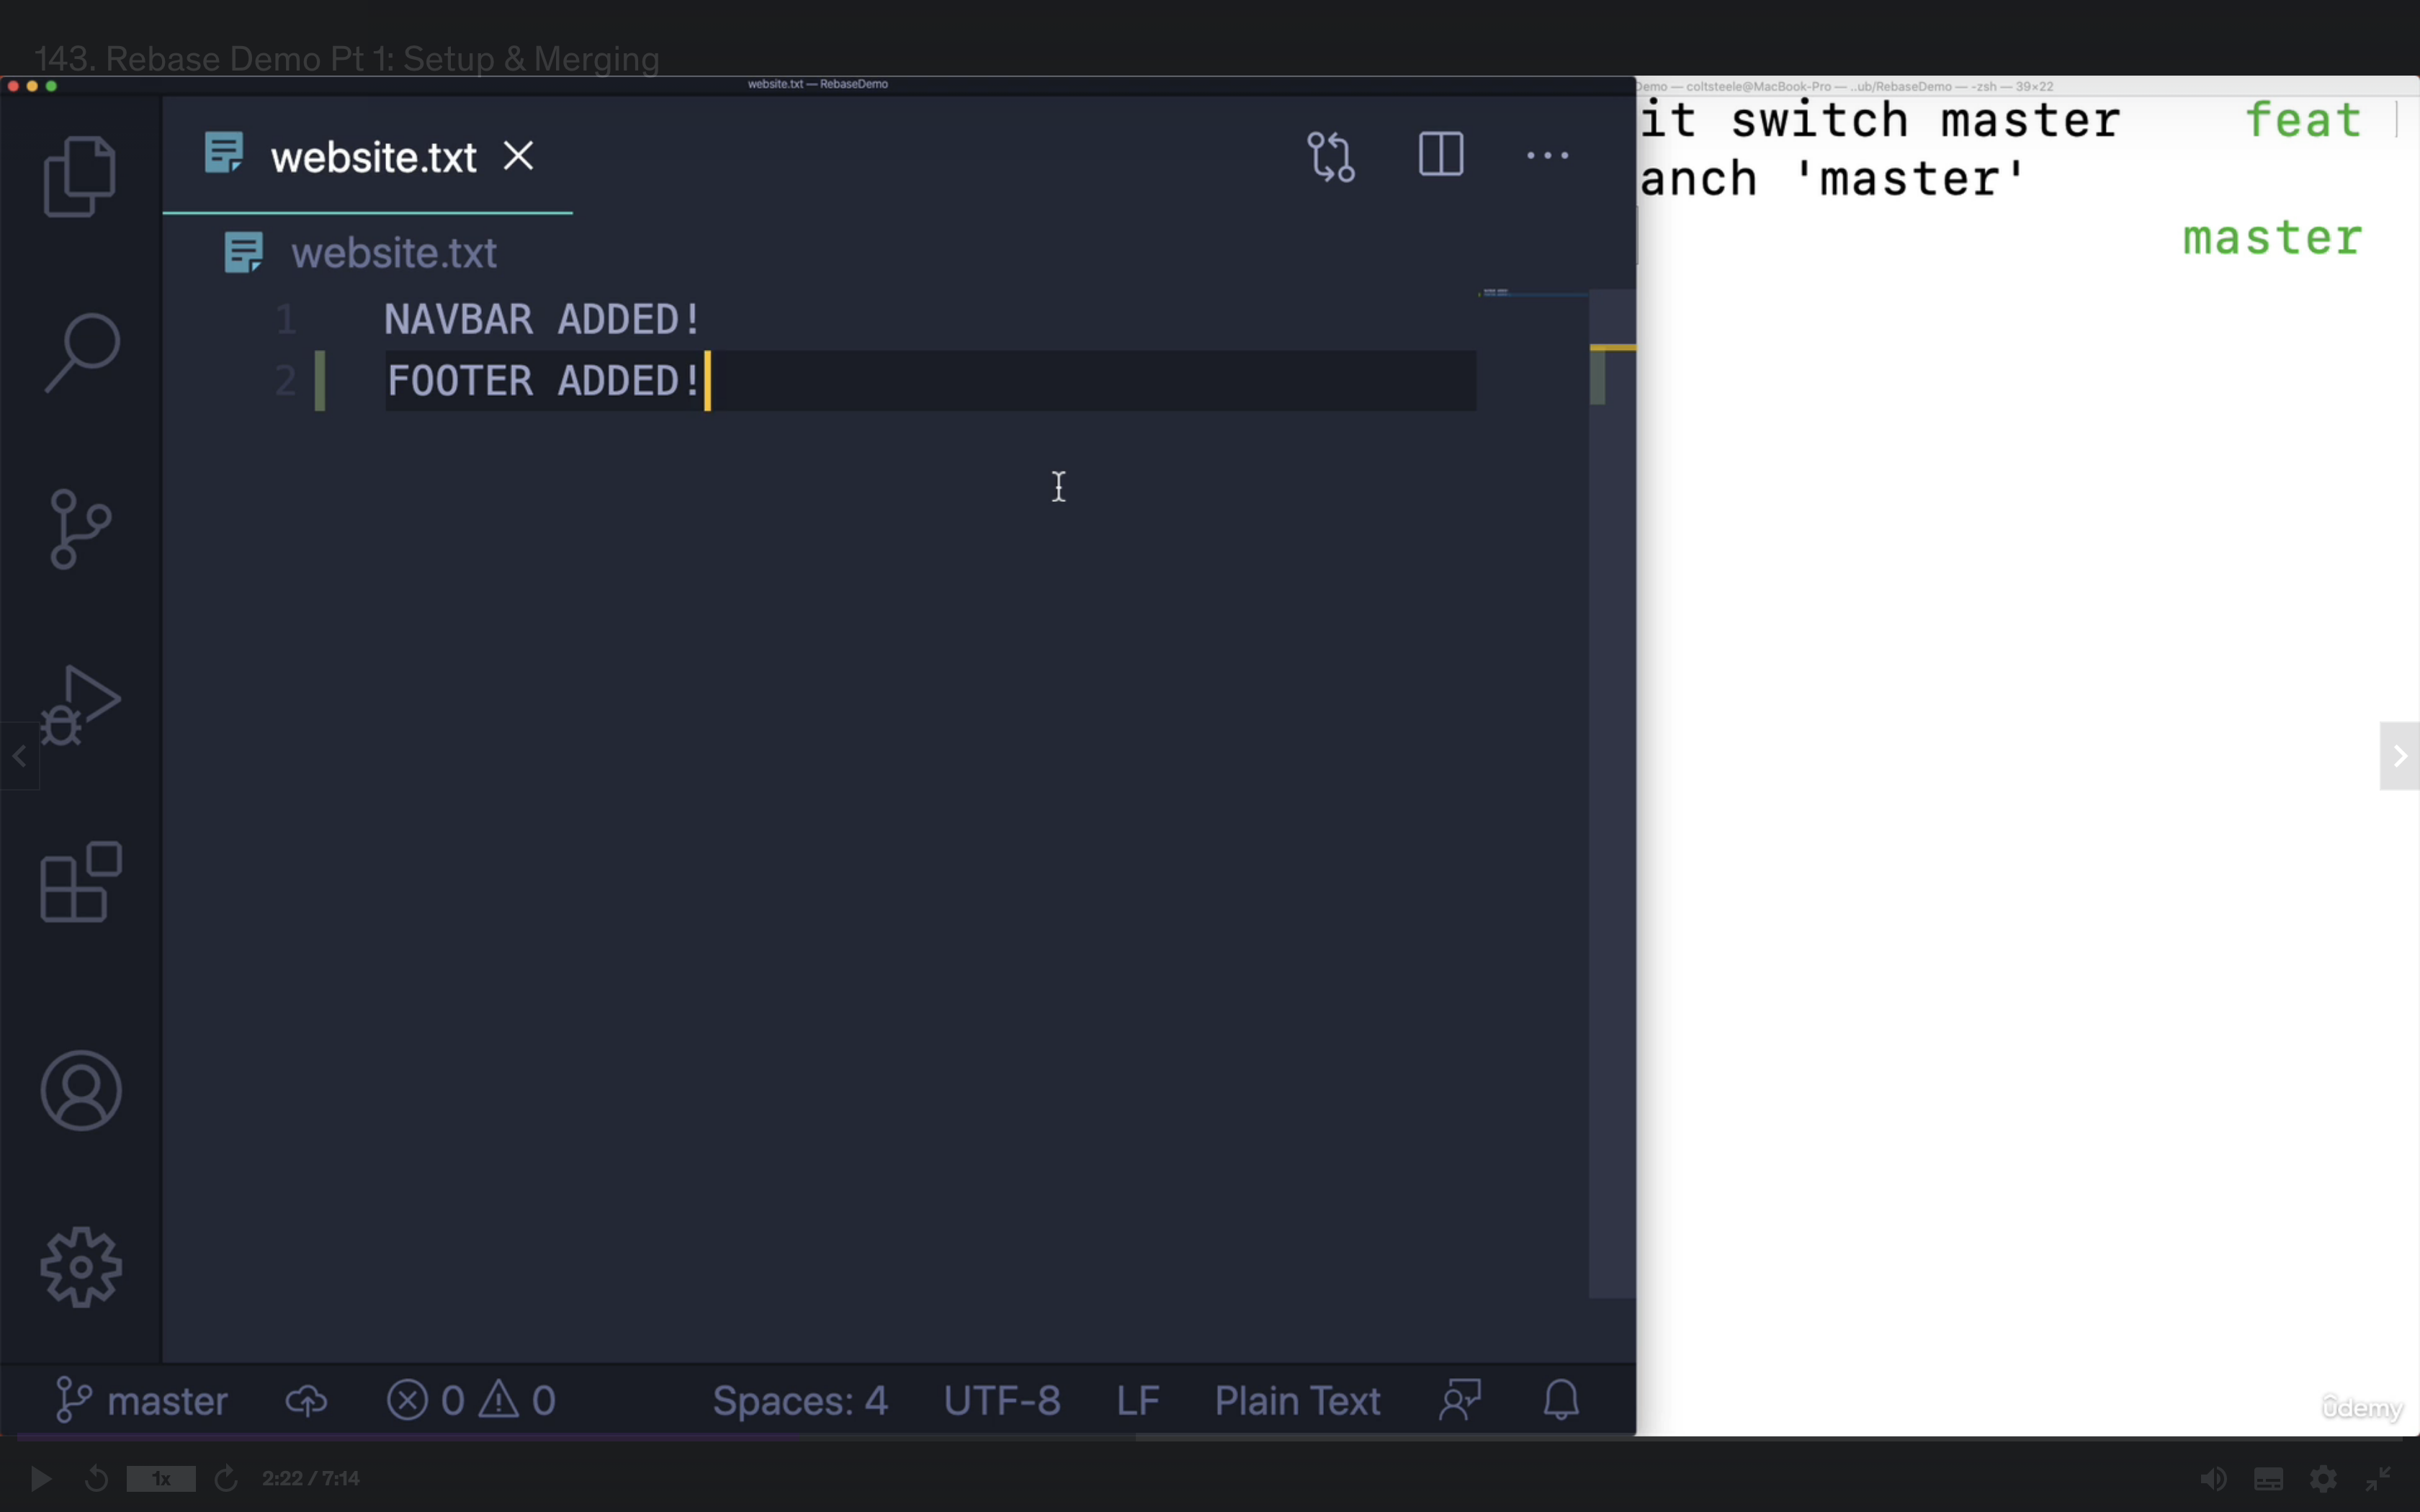 143. Rebase Demo Pt 1: Setup & Merging
website.txt — RebaseDemo
Demo — coltsteele@MacBook-Pro — ..ub/RebaseDemo — -zsh — 39×22
website.txt
website.txt
1 NAVBAR ADDED!
2 FOOTER ADDED!
it switch master feat
anch 'master'
master
master 0 0 Spaces: 4 UTF-8 LF Plain Text
udemy
1x 2:22 / 7:14